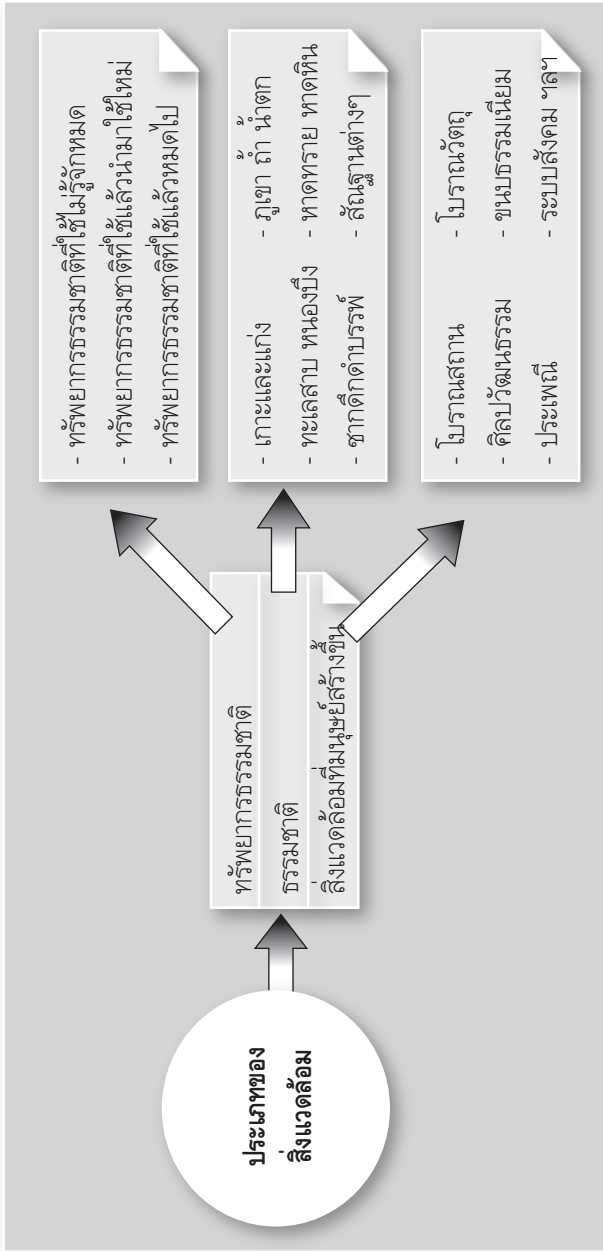 ประเภทของ
สิ่งแวดล้อม
ทรัพยากรธรรมชาติ
ธรรมชาติ
สิ่งแวดล้อมที่มนุษย์สร้างขึ้น
- ทรัพยากรธรรมชาติที่ใช้ไม่รู้จักหมด
- ทรัพยากรธรรมชาติที่ใช้แล้วนำมาใช้ใหม่
- ทรัพยากรธรรมชาติที่ใช้แล้วหมดไป
- เกาะและแก่ง - ภูเขา ถ้ำ น้ำตก
- ทะเลสาบ หนองบึง - หาดทราย หาดหิน
- ซากดึกดำบรรพ์ - สัณฐานต่างๆ
- โบราณสถาน - โบราณวัตถุ
- ศิลปวัฒนธรรม - ขนบธรรมเนียม
- ประเพณี - ระบบสังคม ฯลฯ